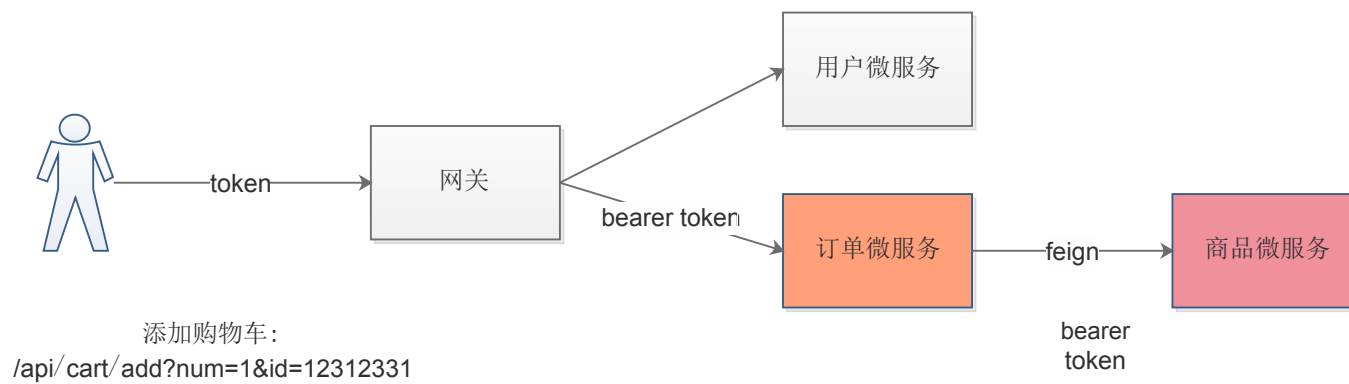 用户微服务
token
网关
bearer token
订单微服务
feign
商品微服务
添加购物车:
/api/cart/add?num=1&id=12312331
bearer
token